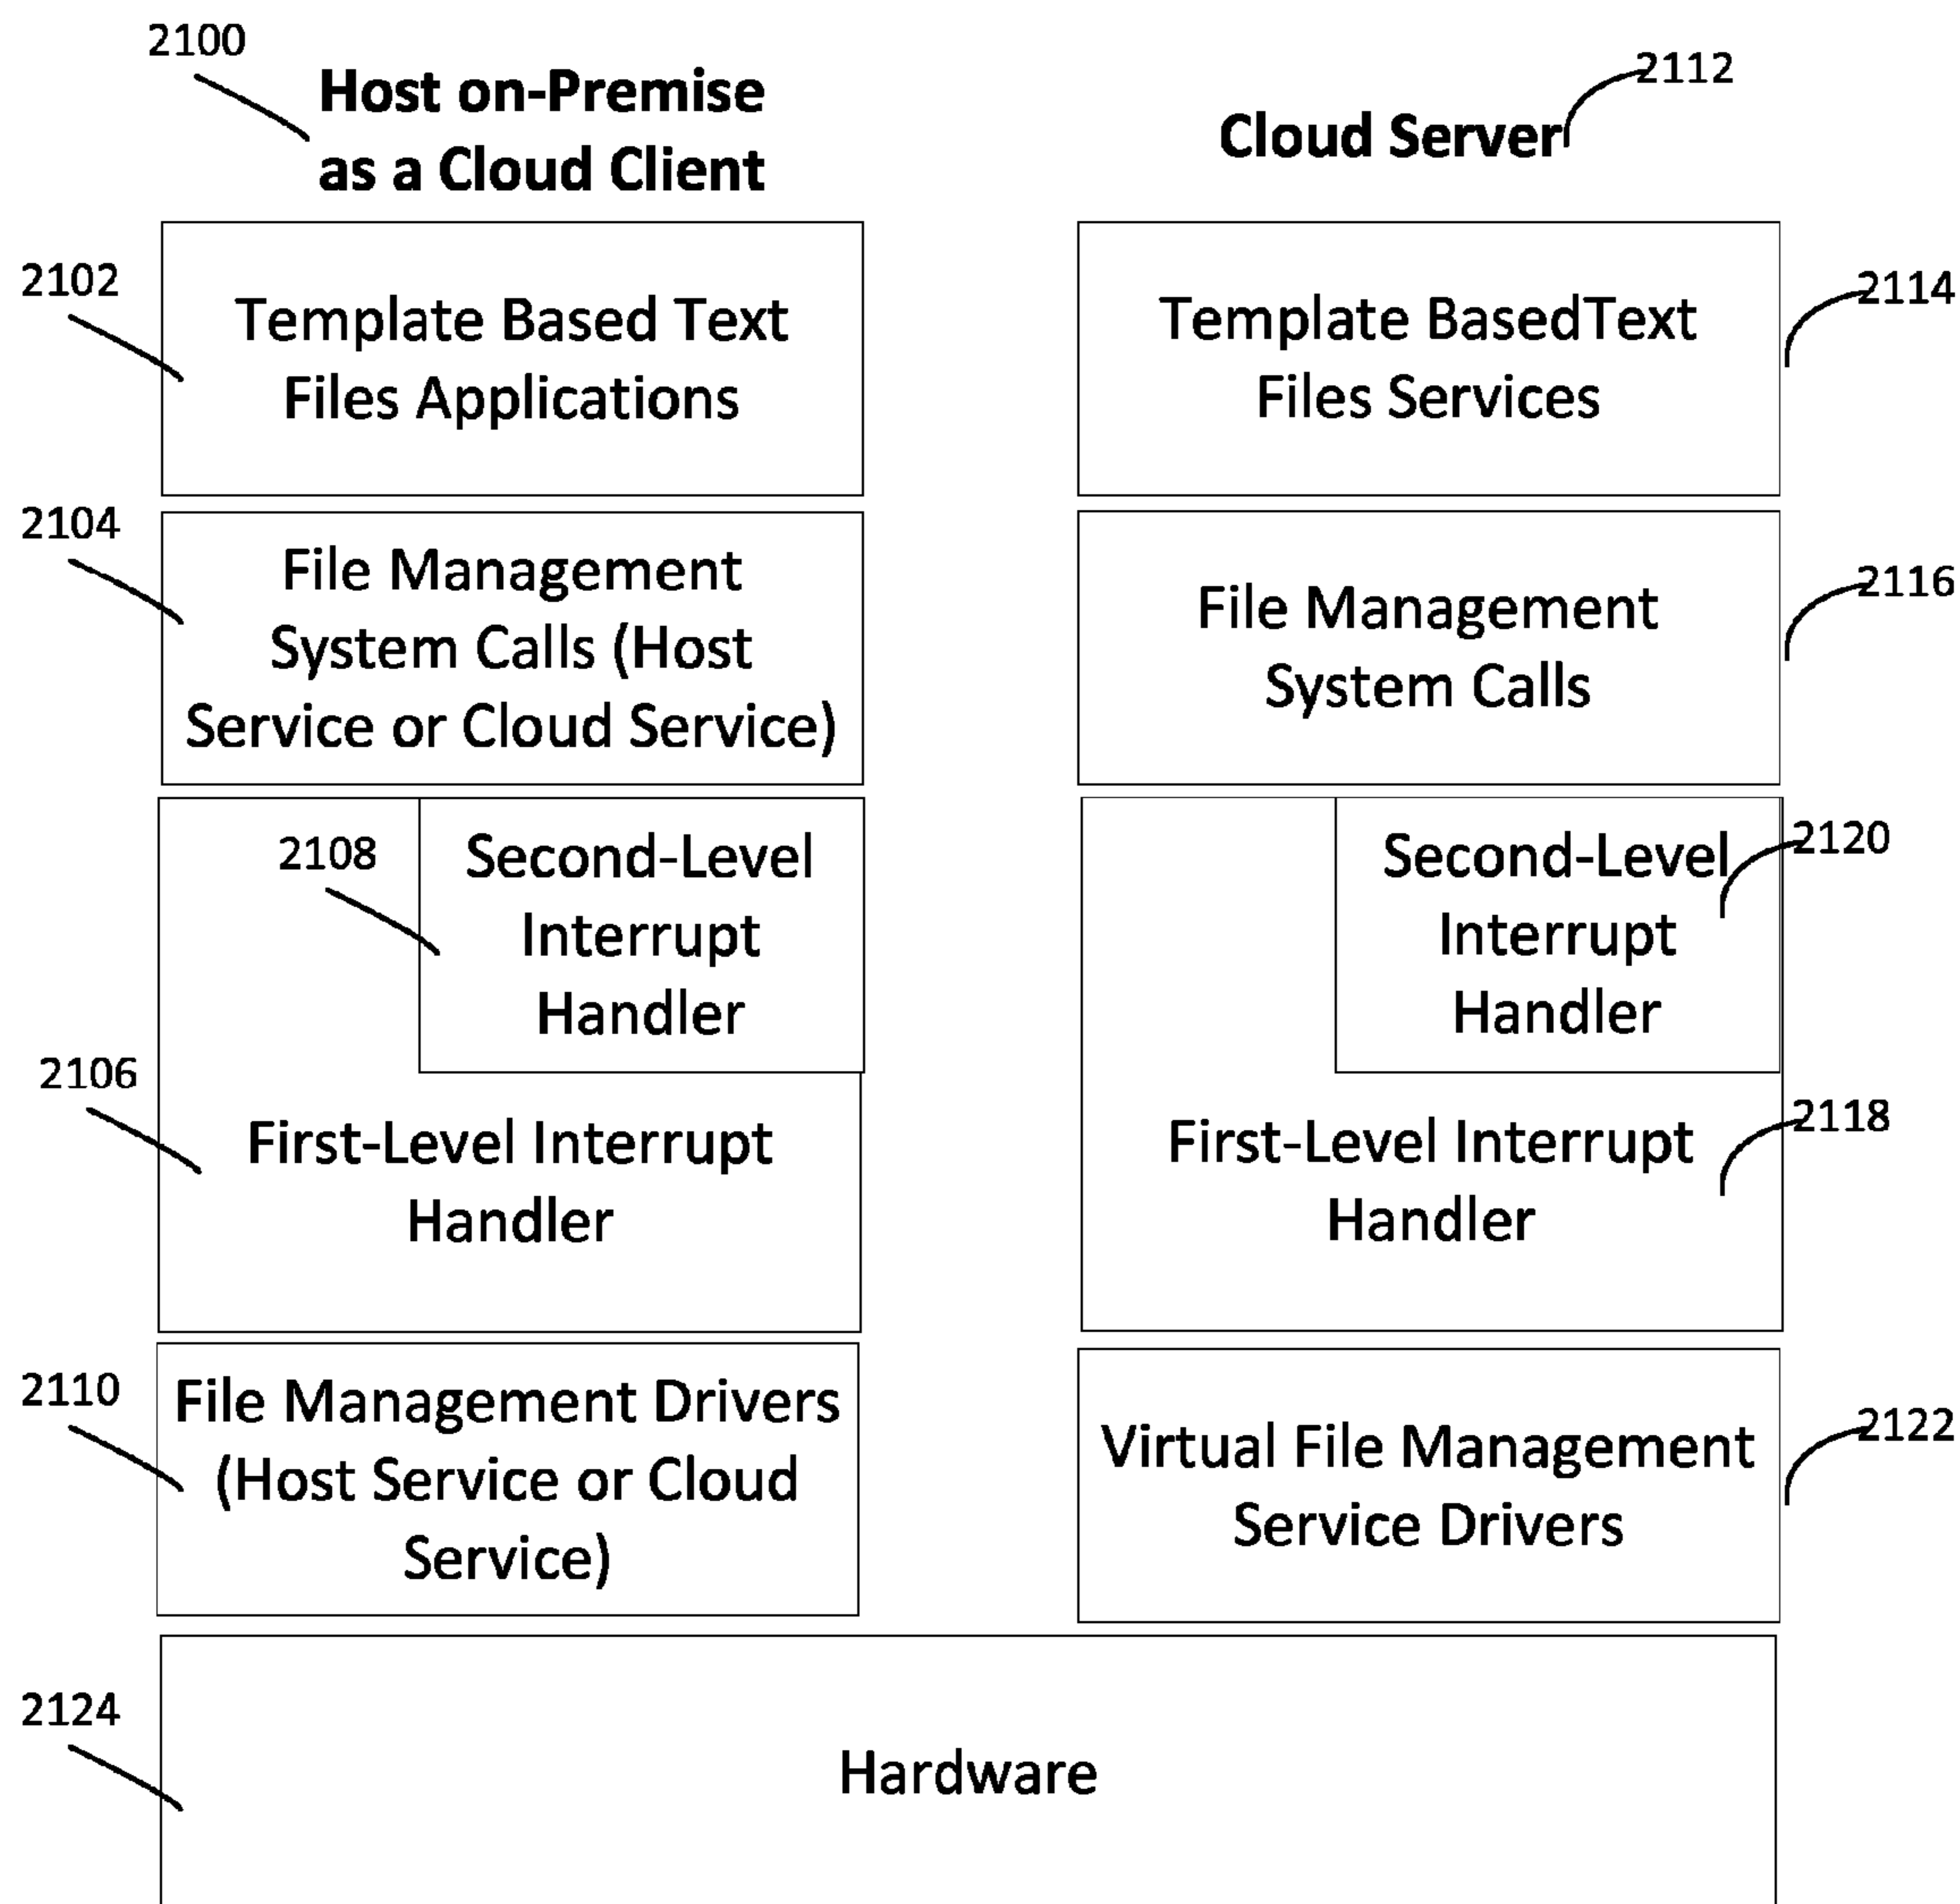 2100
Host on-Premise
as a Cloud Client
2112
Cloud Server
2102
Template Based Text
Files Applications
Template BasedText
Files Services
2114
2104
File Management
System Calls (Host
Service or Cloud Service)
File Management
System Calls
2116
2108
Second-Level
Interrupt
Handler
Second-Level
Interrupt
Handler
2120
2106
First-Level Interrupt
Handler
First-Level Interrupt
Handler
2118
2110
File Management Drivers
(Host Service or Cloud
Service)
Virtual File Management
Service Drivers
2122
2124
Hardware